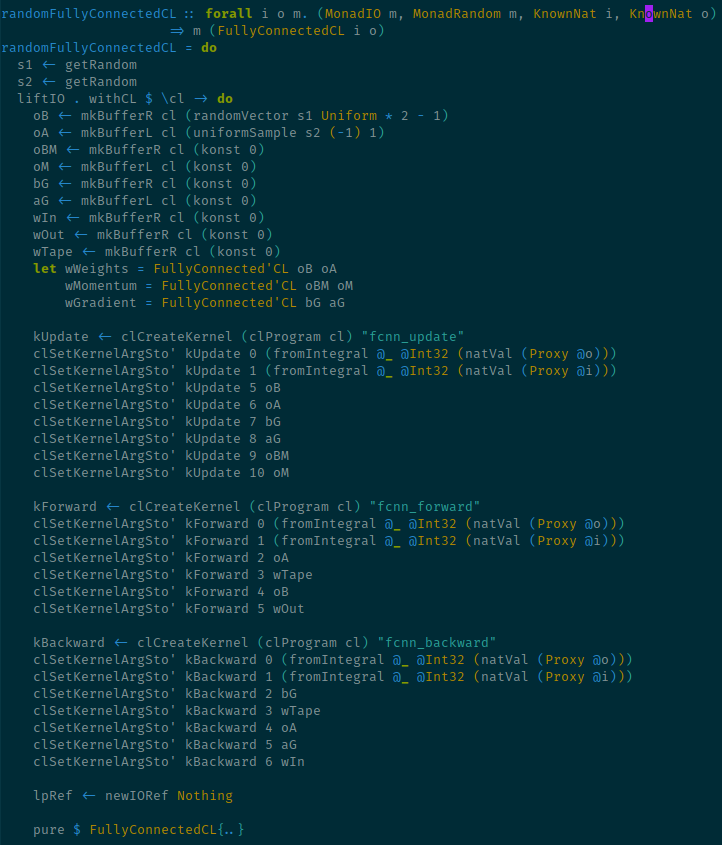 randomFullyConnectedCL :: forall i o m. (MonadIO m, MonadRandom m, KnownNat i, KnownNat o)
                     => m (FullyConnectedCL i o)
randomFullyConnectedCL = do
  s1 <- getRandom
  s2 <- getRandom
  liftIO . withCL $ \cl -> do
    oB <- mkBufferR cl (randomVector s1 Uniform * 2 - 1)
    oA <- mkBufferL cl (uniformSample s2 (-1) 1)
    oBM <- mkBufferR cl (konst 0)
    oM <- mkBufferL cl (konst 0)
    bG <- mkBufferR cl (konst 0)
    aG <- mkBufferL cl (konst 0)
    wIn <- mkBufferR cl (konst 0)
    wOut <- mkBufferR cl (konst 0)
    wTape <- mkBufferR cl (konst 0)
    let wWeights = FullyConnected'CL oB oA
        wMomentum = FullyConnected'CL oBM oM
        wGradient = FullyConnected'CL bG aG

    kUpdate <- clCreateKernel (clProgram cl) "fcnn_update"
    clSetKernelArgSto' kUpdate 0 (fromIntegral @_ @Int32 (natVal (Proxy @o)))
    clSetKernelArgSto' kUpdate 1 (fromIntegral @_ @Int32 (natVal (Proxy @i)))
    clSetKernelArgSto' kUpdate 5 oB
    clSetKernelArgSto' kUpdate 6 oA
    clSetKernelArgSto' kUpdate 7 bG
    clSetKernelArgSto' kUpdate 8 aG
    clSetKernelArgSto' kUpdate 9 oBM
    clSetKernelArgSto' kUpdate 10 oM

    kForward <- clCreateKernel (clProgram cl) "fcnn_forward"
    clSetKernelArgSto' kForward 0 (fromIntegral @_ @Int32 (natVal (Proxy @o)))
    clSetKernelArgSto' kForward 1 (fromIntegral @_ @Int32 (natVal (Proxy @i)))
    clSetKernelArgSto' kForward 2 oA
    clSetKernelArgSto' kForward 3 wTape
    clSetKernelArgSto' kForward 4 oB
    clSetKernelArgSto' kForward 5 wOut

    kBackward <- clCreateKernel (clProgram cl) "fcnn_backward"
    clSetKernelArgSto' kBackward 0 (fromIntegral @_ @Int32 (natVal (Proxy @o)))
    clSetKernelArgSto' kBackward 1 (fromIntegral @_ @Int32 (natVal (Proxy @i)))
    clSetKernelArgSto' kBackward 2 bG
    clSetKernelArgSto' kBackward 3 wTape
    clSetKernelArgSto' kBackward 4 oA
    clSetKernelArgSto' kBackward 5 aG
    clSetKernelArgSto' kBackward 6 wIn

    lpRef <- newIORef Nothing

    pure $ FullyConnectedCL{..}